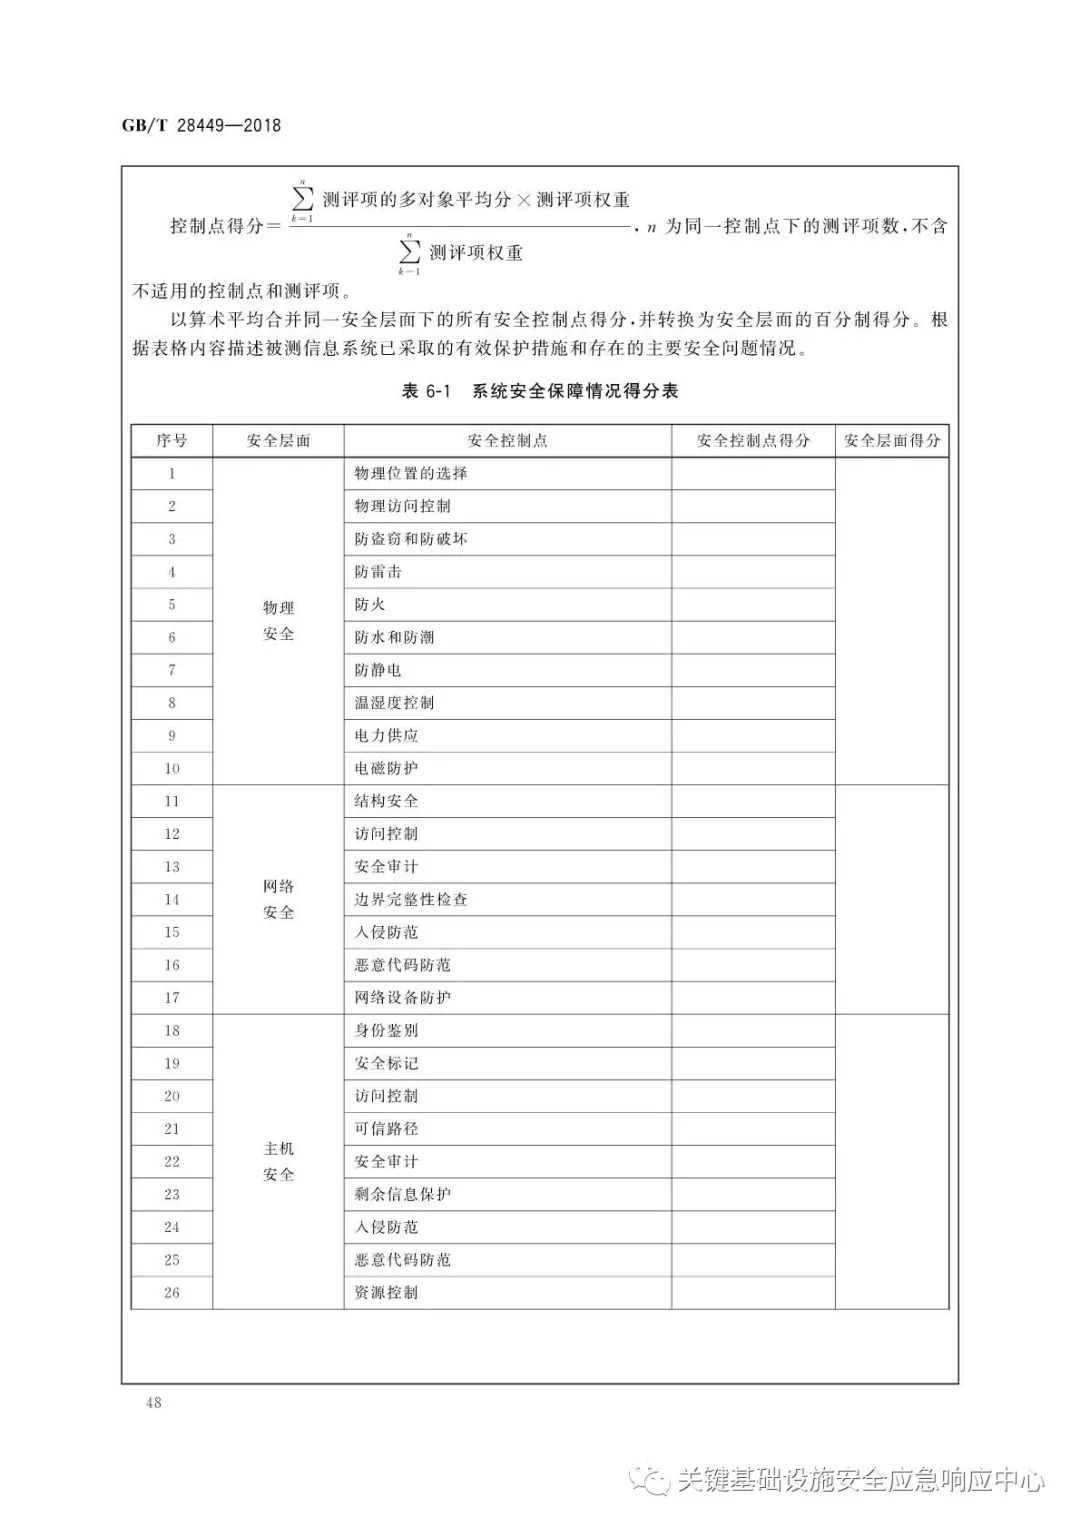 GB/T 28449—2018
n
∑ 测评项的多对象平均分×测评项权重
k=1
控制点得分= ,n 为同一控制点下的测评项数,不含
n
∑ 测评项权重
k=1
不适用的控制点和测评项。
以算术平均合并同一安全层面下的所有安全控制点得分,并转换为安全层面的百分制得分。根
据表格内容描述被测信息系统已采取的有效保护措施和存在的主要安全问题情况。
表 6-1 系统安全保障情况得分表
序号 安全层面 安全控制点 安全控制点得分 安全层面得分
1 物理位置的选择
2 物理访问控制
3 防盗窃和防破坏
4 防雷击
5 防火
物理
安全
6 防水和防潮
7 防静电
8 温湿度控制
9 电力供应
10 电磁防护
11 结构安全
12 访问控制
13 安全审计
网络
安全
14 边界完整性检查
15 入侵防范
16 恶意代码防范
17 网络设备防护
18 身份鉴别
19 安全标记
20 访问控制
21 可信路径
主机
安全
22 安全审计
23 剩余信息保护
24 入侵防范
25 恶意代码防范
26 资源控制
48
关键基础设施安全应急响应中心